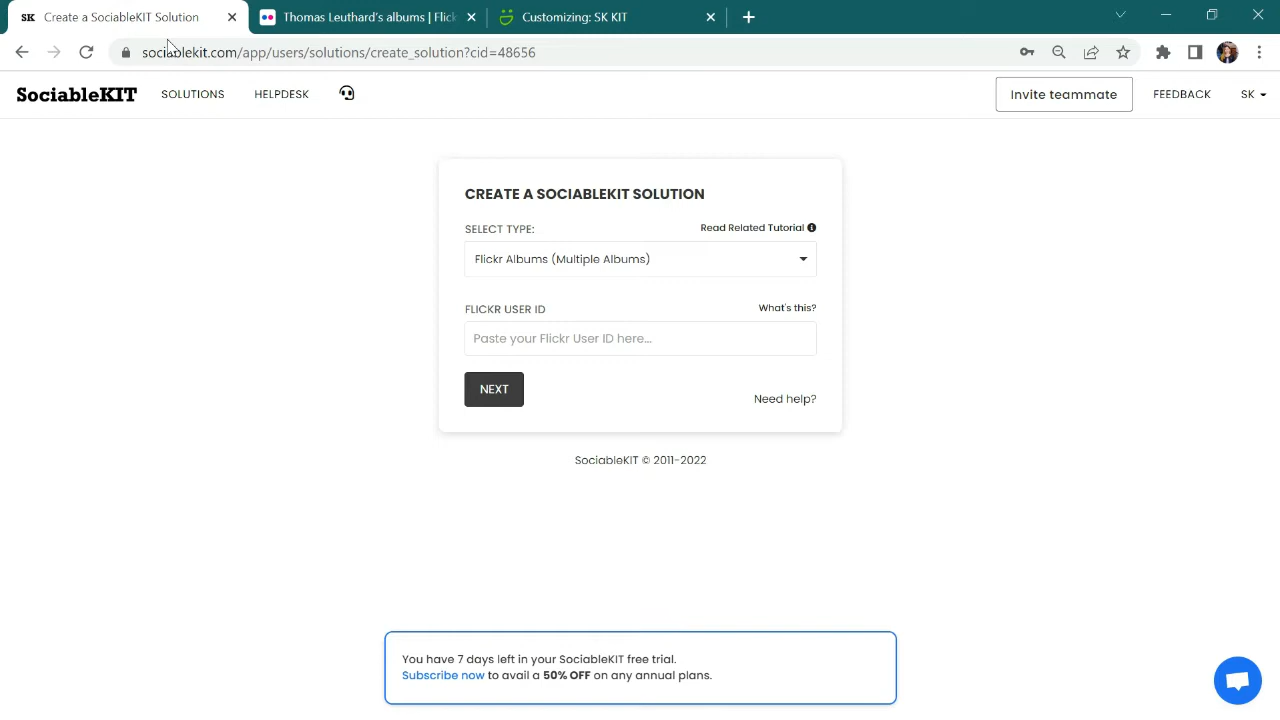 SK Create a SociableKIT Solution
Thomas Leuthard's albums | Flick
Customizing: SK KIT
sociablekit.com/app/users/solutions/create_solution?cid=48656
SociableKIT SOLUTIONS HELPDESK Invite teammate FEEDBACK SK
CREATE A SOCIABLEKIT SOLUTION
SELECT TYPE: Read Related Tutorial
Flickr Albums (Multiple Albums)
FLICKR USER ID What's this?
Paste your Flickr User ID here...
NEXT
Need help?
SociableKIT © 2011-2022
You have 7 days left in your SociableKIT free trial.
Subscribe now to avail a 50% OFF on any annual plans.